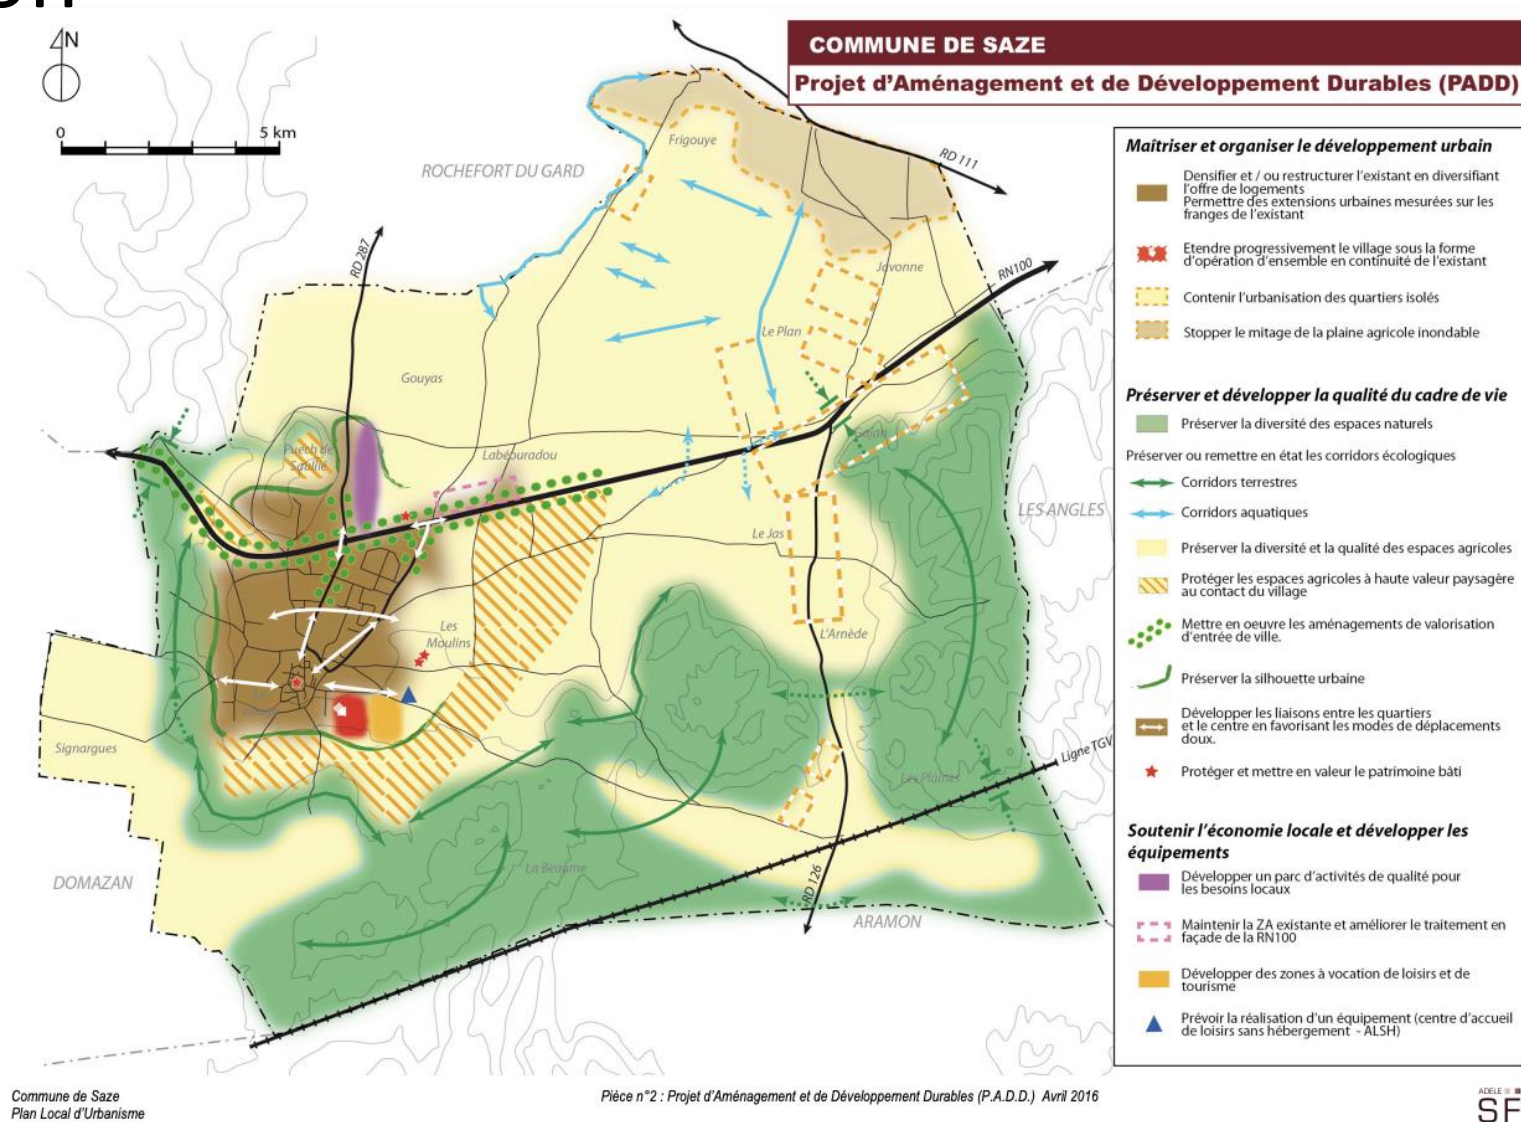 N
0 5 km
COMMUNE DE SAZE
Projet d'Aménagement et de Développement Durables (PADD)
ROCHEFORT DU GARD
Frigouye
RD 111
RD 287
Javonne
RN100
Le Plan
Gouyas
Puech de
Saulile
Labéouradou
Gajan
LES ANGLES
Le Jas
Les
Moulins
L'Arnède
Signargues
Ligne TGV
Les Plaines
La Beaume
RD 126
DOMAZAN
ARAMON
Maîtriser et organiser le développement urbain
Densifier et / ou restructurer l'existant en diversifiant
l'offre de logements
Permettre des extensions urbaines mesurées sur les
franges de l'existant
Etendre progressivement le village sous la forme
d'opération d'ensemble en continuité de l'existant
Contenir l'urbanisation des quartiers isolés
Stopper le mitage de la plaine agricole inondable
Préserver et développer la qualité du cadre de vie
Préserver la diversité des espaces naturels
Préserver ou remettre en état les corridors écologiques
Corridors terrestres
Corridors aquatiques
Préserver la diversité et la qualité des espaces agricoles
Protéger les espaces agricoles à haute valeur paysagère
au contact du village
Mettre en oeuvre les aménagements de valorisation
d'entrée de ville.
Préserver la silhouette urbaine
Développer les liaisons entre les quartiers
et le centre en favorisant les modes de déplacements
doux.
Protéger et mettre en valeur le patrimoine bâti
Soutenir l'économie locale et développer les
équipements
Développer un parc d'activités de qualité pour
les besoins locaux
Maintenir la ZA existante et améliorer le traitement en
façade de la RN100
Développer des zones à vocation de loisirs et de
tourisme
Prévoir la réalisation d'un équipement (centre d'accueil
de loisirs sans hébergement - ALSH)
Commune de Saze
Plan Local d'Urbanisme
Pièce n°2 : Projet d'Aménagement et de Développement Durables (P.A.D.D.) Avril 2016
ADELE
SF